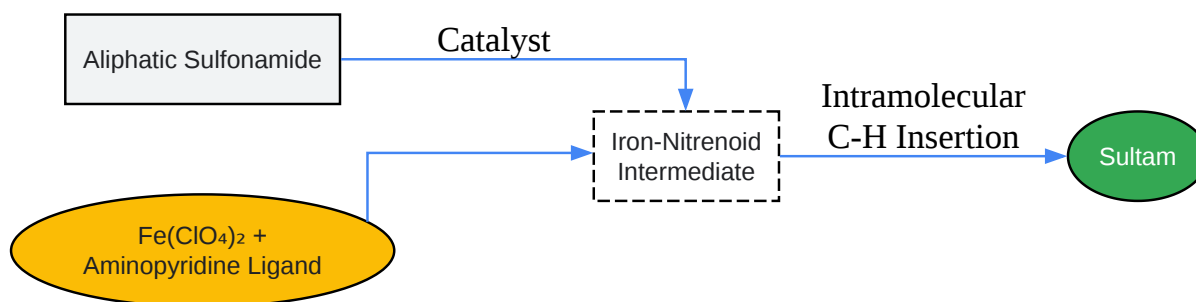 Aliphatic Sulfonamide
Catalyst
Iron-Nitrenoid
Intermediate
Intramolecular
C-H Insertion
Sultam
Fe(ClO₄)₂ +
Aminopyridine Ligand